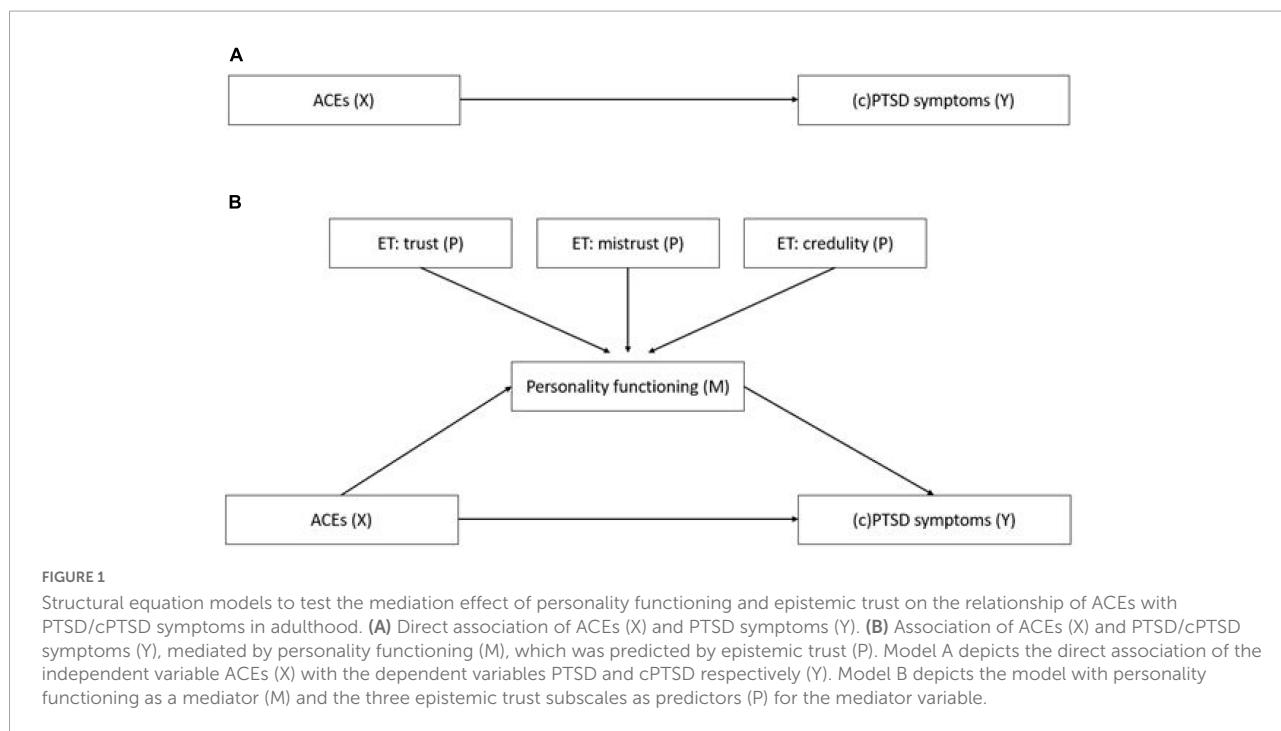 A
ACEs (X)
(c)PTSD symptoms (Y)
B
ET: trust (P)
ET: mistrust (P)
ET: credulity (P)
Personality functioning (M)
ACEs (X)
(c)PTSD symptoms (Y)
FIGURE 1
Structural equation models to test the mediation effect of personality functioning and epistemic trust on the relationship of ACEs with
PTSD/cPTSD symptoms in adulthood. (A) Direct association of ACEs (X) and PTSD symptoms (Y). (B) Association of ACEs (X) and PTSD/cPTSD
symptoms (Y), mediated by personality functioning (M), which was predicted by epistemic trust (P). Model A depicts the direct association of the
independent variable ACEs (X) with the dependent variables PTSD and cPTSD respectively (Y). Model B depicts the model with personality
functioning as a mediator (M) and the three epistemic trust subscales as predictors (P) for the mediator variable.